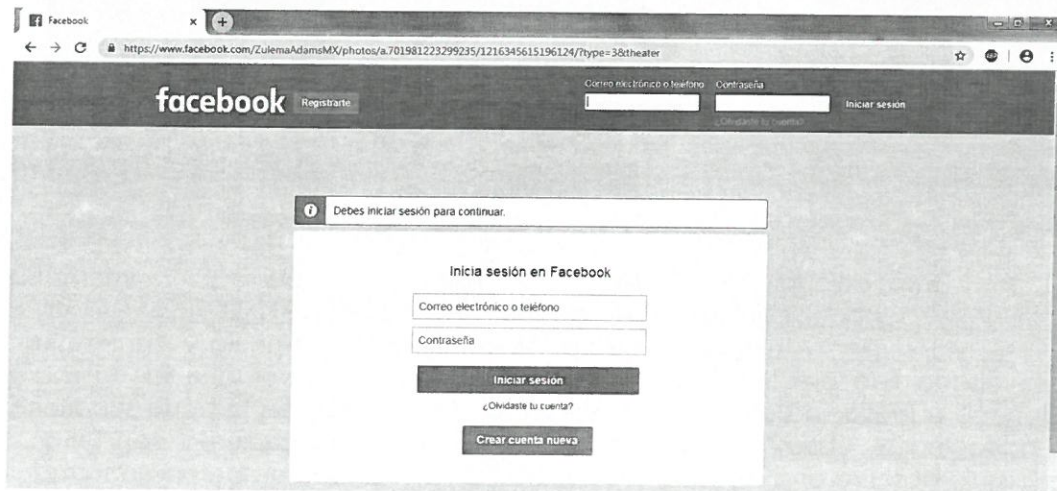 Facebook
https://www.facebook.com/ZulemaAdamsMX/photos/a.701981223299235/1216345615196124/?type=3&theater
facebook
Registrarte
Correo electrónico o teléfono
Contraseña
Iniciar sesión
¿Olvidaste tu cuenta?
Debes iniciar sesión para continuar.
Inicia sesión en Facebook
Correo electrónico o teléfono
Contraseña
Iniciar sesión
¿Olvidaste tu cuenta?
Crear cuenta nueva